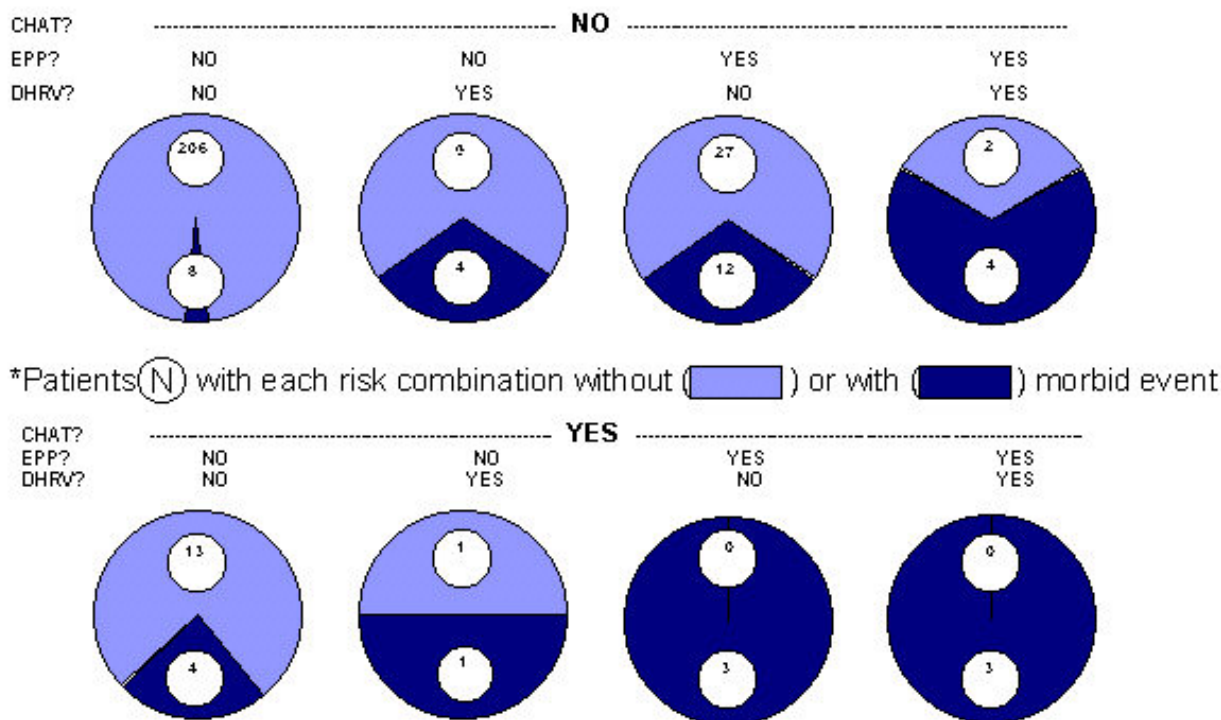 CHAT? NO
EPP? NO NO YES YES
DHRV? NO YES NO YES
206 9 27 2
8 4 12 4
*Patients (N) with each risk combination without ( ) or with ( ) morbid event
CHAT? YES
EPP? NO NO YES YES
DHRV? NO YES NO YES
13 1 0 0
4 1 3 3